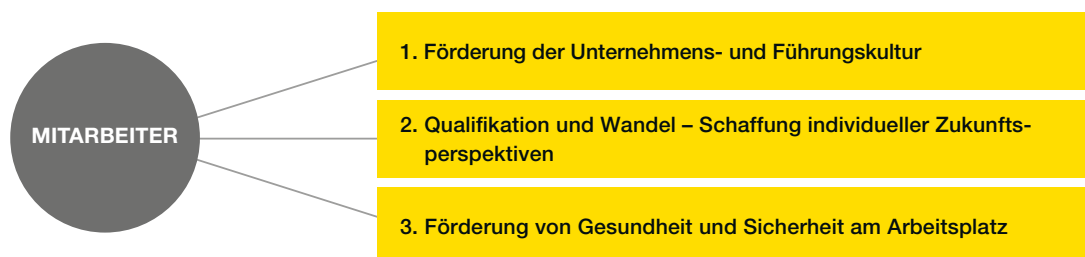 MITARBEITER
1. Förderung der Unternehmens- und Führungskultur
2. Qualifikation und Wandel – Schaffung individueller Zukunfts-
perspektiven
3. Förderung von Gesundheit und Sicherheit am Arbeitsplatz